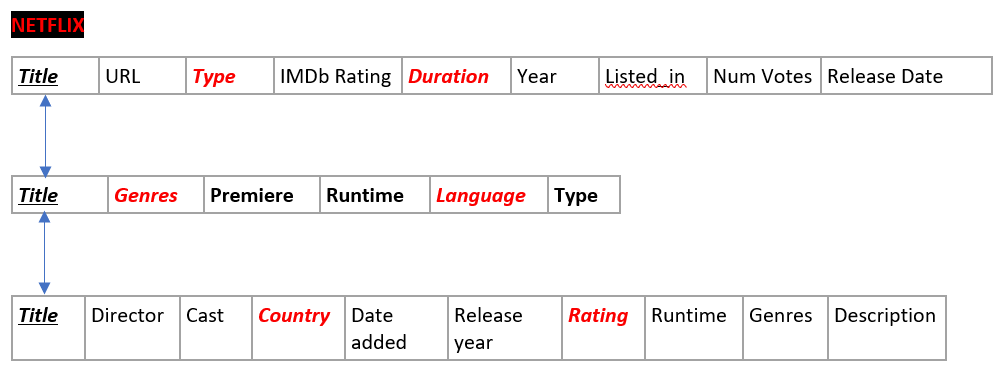 NETFLIX
Title URL Type IMDb Rating Duration Year Listed_in Num Votes Release Date
Title Genres Premiere Runtime Language Type
Title Director Cast Country Date added Release year Rating Runtime Genres Description